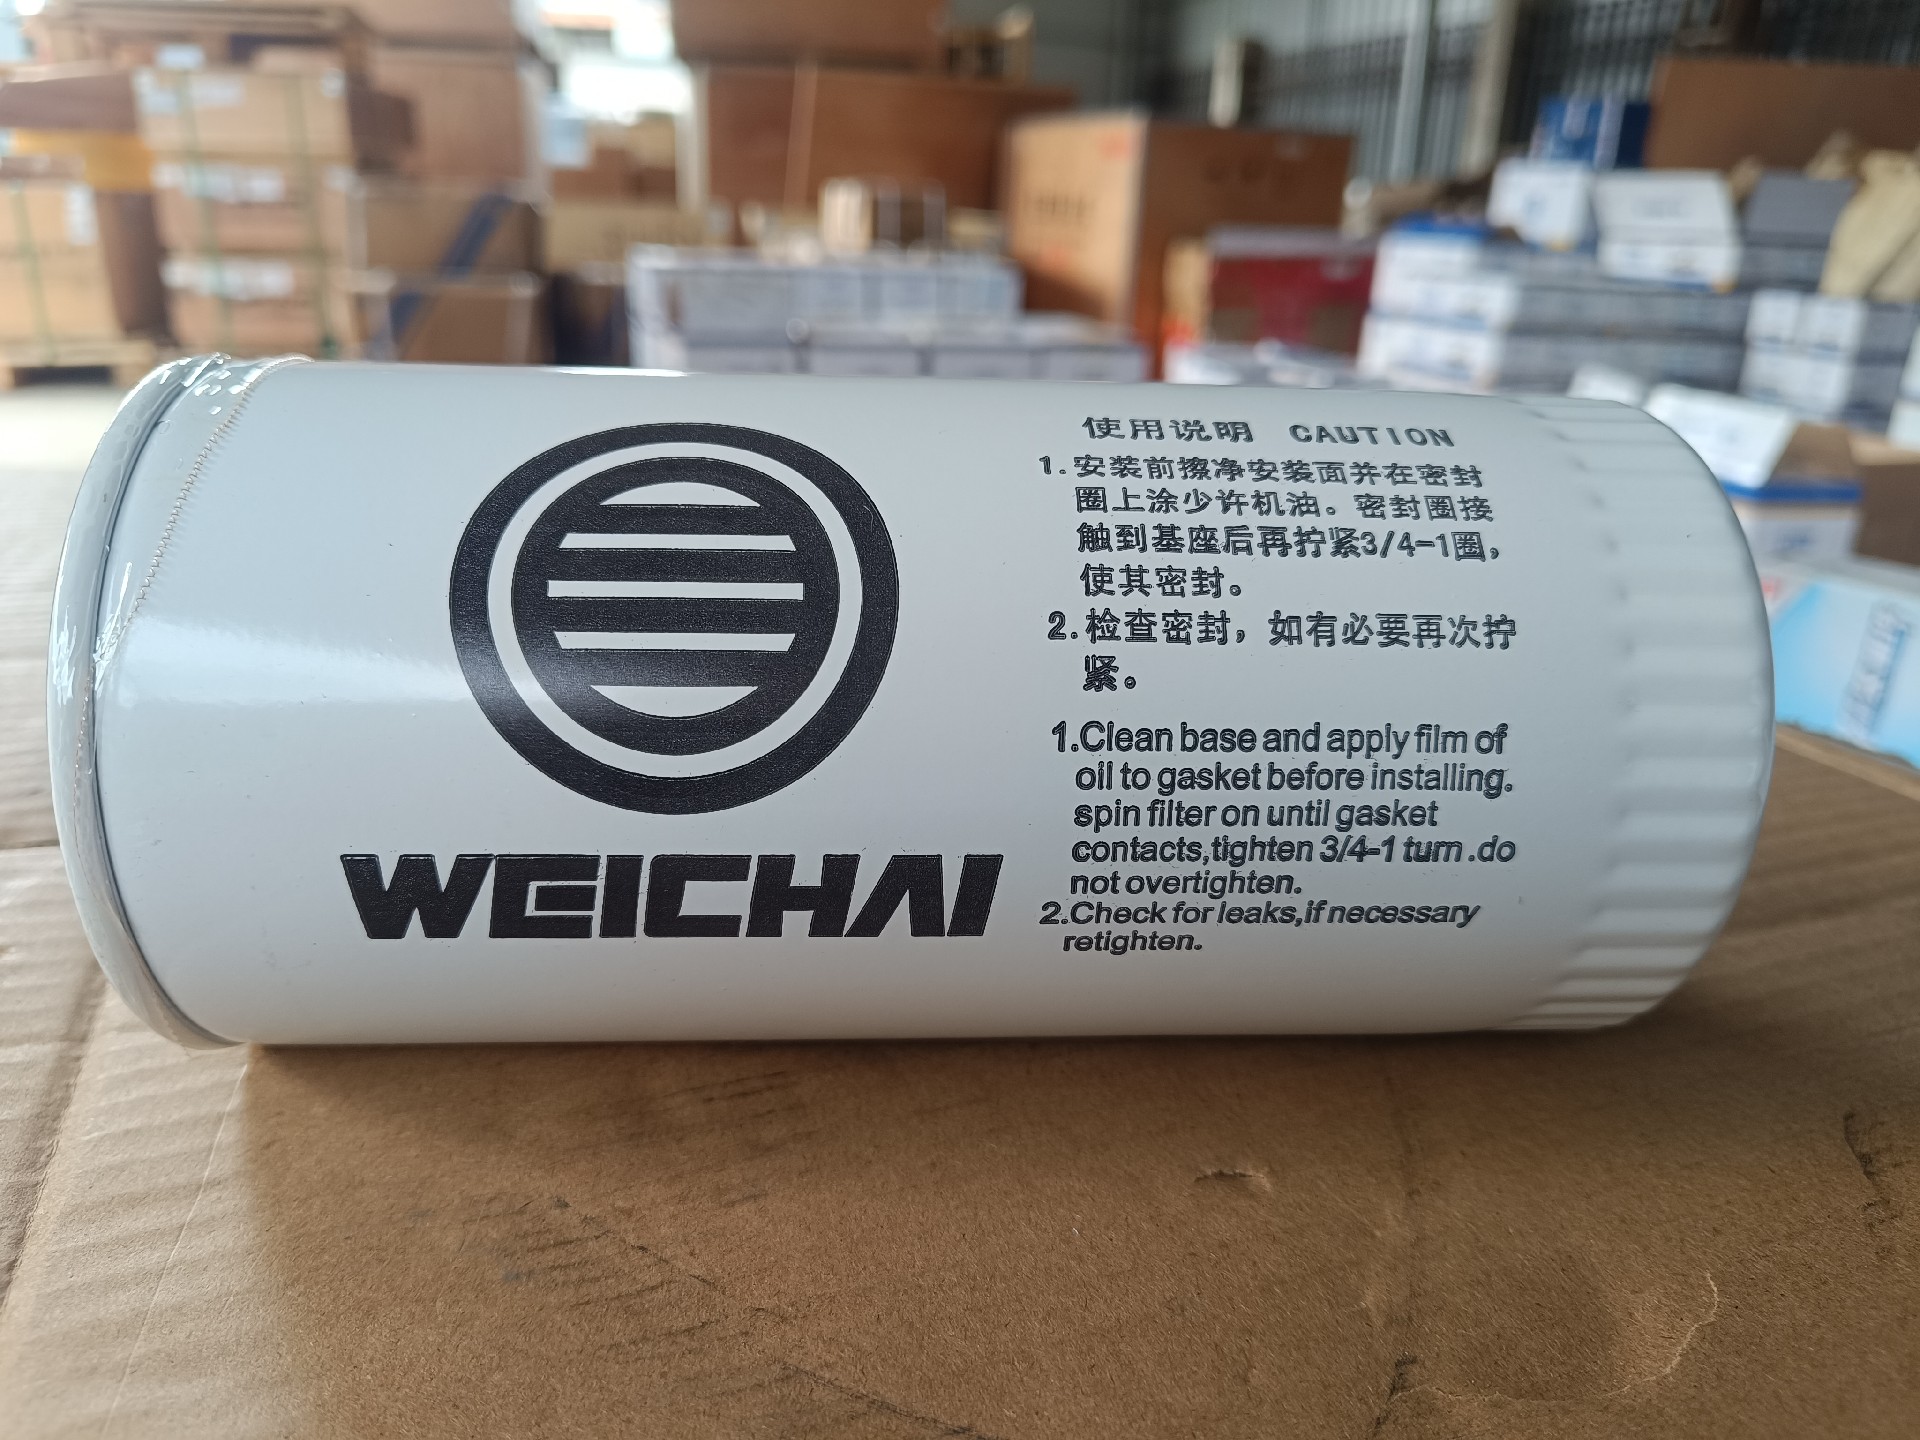 WEICHAI
使用说明 CAUTION
1.安装前擦净安装面并在密封
圈上涂少许机油。密封圈接
触到基座后再拧紧3/4-1圈，
使其密封。
2.检查密封，如有必要再次拧
紧。
1.Clean base and apply film of
oil to gasket before installing.
spin filter on until gasket
contacts,tighten 3/4-1 turn.do
not overtighten.
2.Check for leaks,if necessary
retighten.